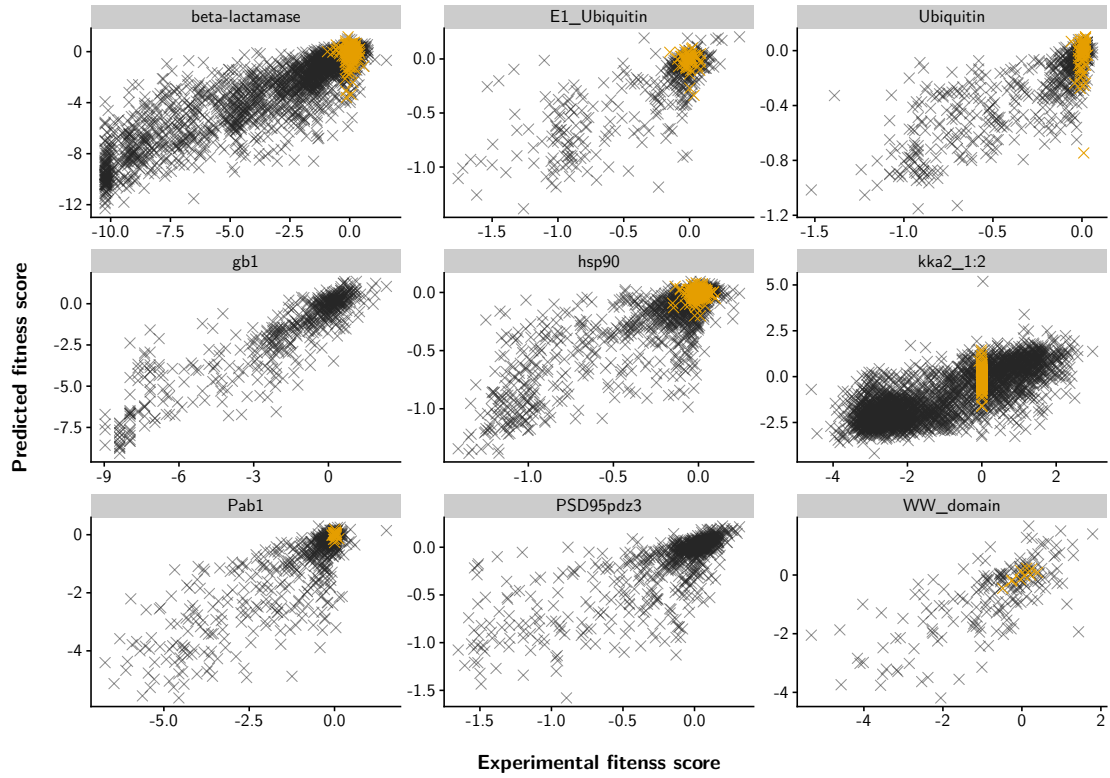 beta-lactamase E1_Ubiquitin Ubiquitin
0 0.0 0.0
-4 -0.5 -0.4
-8 -1.0 -0.8
-12 -1.2
-10.0 -7.5 -5.0 -2.5 0.0 -1.5 -1.0 -0.5 0.0 -1.5 -1.0 -0.5 0.0
gb1 hsp90 kka2_1:2
0.0 0.0 5.0
-2.5 -0.5 2.5
-5.0 -1.0 0.0
-7.5 -2.5
-9 -6 -3 0 -1.0 -0.5 0.0 -4 -2 0 2
Pab1 PSD95pdz3 WW_domain
0 0.0 0
-2 -0.5 -2
-4 -1.0 -4
-1.5
-5.0 -2.5 0.0 -1.5 -1.0 -0.5 0.0 -4 -2 0 2
Predicted fitness score
Experimental fitenss score